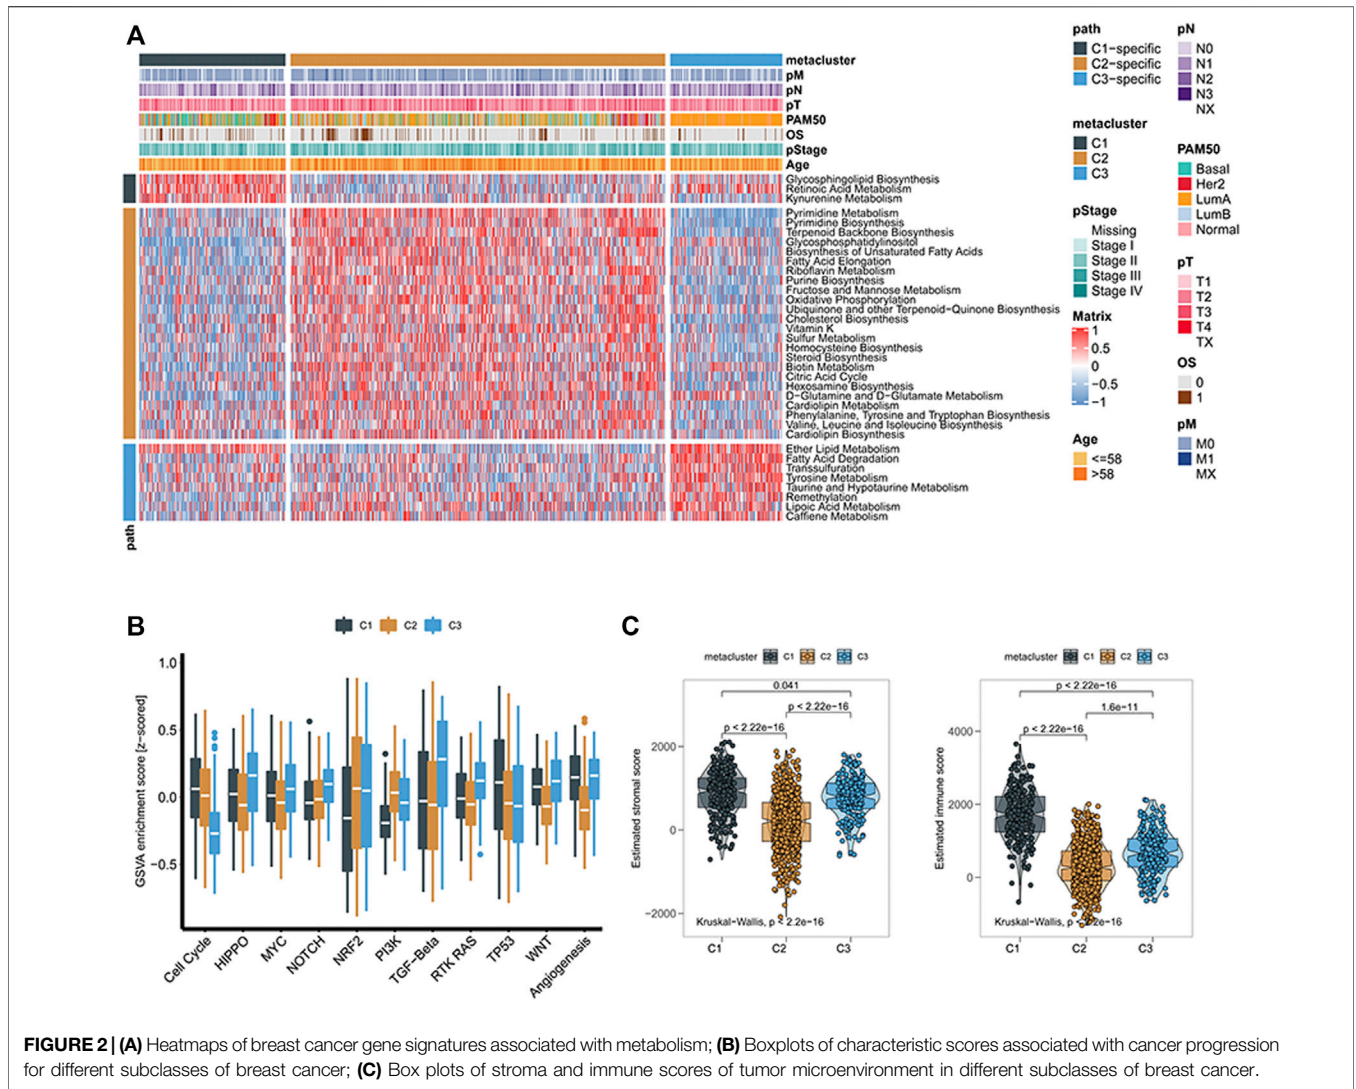 A
metacluster
pM
pN
pT
PAM50
OS
pStage
Age
Glycosphingolipid Biosynthesis
Retinoic Acid Metabolism
Kynurenine Metabolism
Pyrimidine Metabolism
Pyrimidine Biosynthesis
Terpenoid Backbone Biosynthesis
Glycosphosphatidylinositol
Biosynthesis of Unsaturated Fatty Acids
Fatty Acid Elongation
Riboflavin Metabolism
Purine Biosynthesis
Fructose and Mannose Metabolism
Oxidative Phosphorylation
Ubiquinone and other Terpenoid−Quinone Biosynthesis
Cholesterol Biosynthesis
Vitamin K
Sulfur Metabolism
Homocysteine Biosynthesis
Steroid Biosynthesis
Biotin Metabolism
Citric Acid Cycle
Hexosamine Biosynthesis
D−Glutamine and D−Glutamate Metabolism
Cardiolipin Metabolism
Phenylalanine, Tyrosine and Tryptophan Biosynthesis
Valine, Leucine and Isoleucine Biosynthesis
Cardiolipin Biosynthesis
Ether Lipid Metabolism
Fatty Acid Degradation
Transsulfuration
Tyrosine Metabolism
Taurine and Hypotaurine Metabolism
Remethylation
Lipoic Acid Metabolism
Caffiene Metabolism
path
path
C1−specific
C2−specific
C3−specific
metacluster
C1
C2
C3
pStage
Missing
Stage I
Stage II
Stage III
Stage IV
Matrix
1
0.5
0
−0.5
−1
Age
<=58
>58
pN
N0
N1
N2
N3
NX
PAM50
Basal
Her2
LumA
LumB
Normal
pT
T1
T2
T3
T4
TX
OS
0
1
pM
M0
M1
MX
B
C1 C2 C3
GSVA enrichment score [z−scored]
1.0
0.5
0.0
−0.5
Cell Cycle
HIPPO
MYC
NOTCH
NRF2
PI3K
TGF−Beta
RTK RAS
TP53
WNT
Angiogenesis
C
metacluster C1 C2 C3
0.041
p < 2.22e−16
p < 2.22e−16
Estimated stromal score
2000
0
−2000
Kruskal−Wallis, p < 2.2e−16
C1 C2 C3
metacluster C1 C2 C3
p < 2.22e−16
1.6e−11
p < 2.22e−16
Estimated immune score
4000
2000
0
Kruskal−Wallis, p < 2.2e−16
C1 C2 C3
FIGURE 2 | (A) Heatmaps of breast cancer gene signatures associated with metabolism; (B) Boxplots of characteristic scores associated with cancer progression
for different subclasses of breast cancer; (C) Box plots of stroma and immune scores of tumor microenvironment in different subclasses of breast cancer.